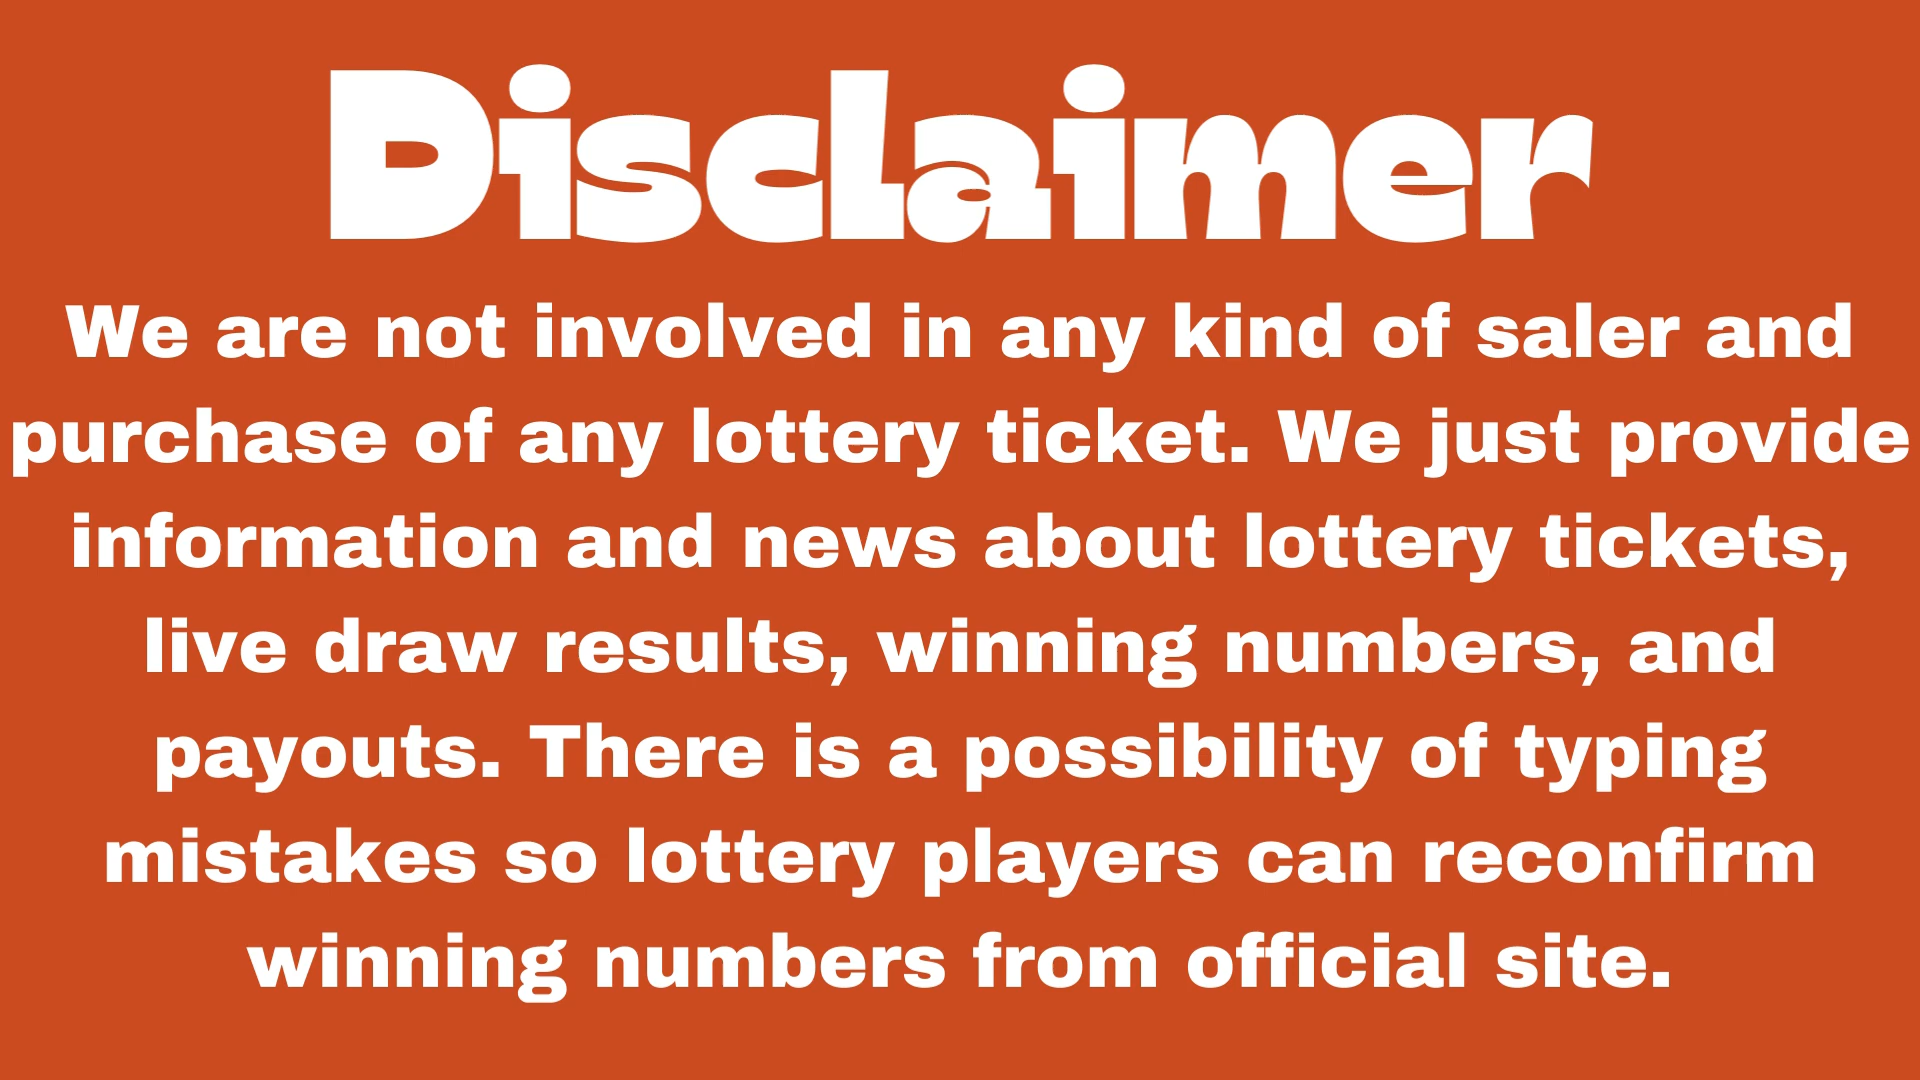 Disclaimer
We are not involved in any kind of saler and
purchase of any lottery ticket. We just provide
information and news about lottery tickets,
live draw results, winning numbers, and
payouts. There is a possibility of typing
mistakes so lottery players can reconfirm
winning numbers from official site.